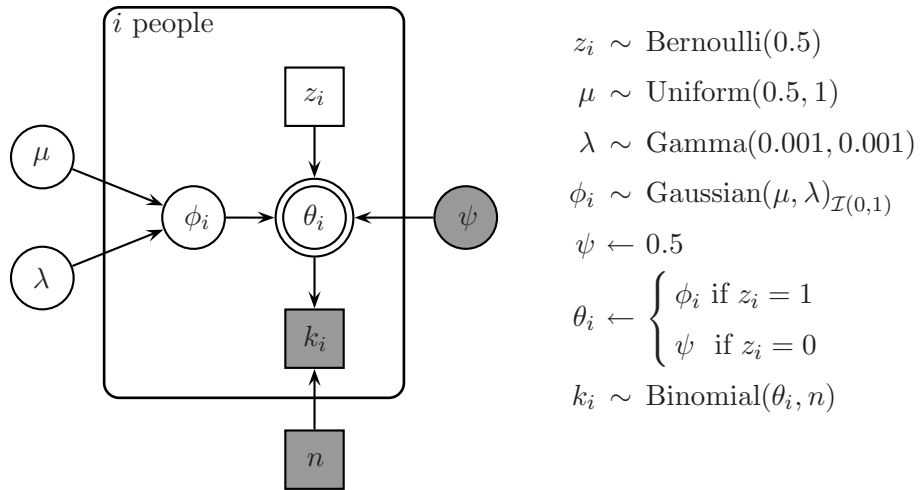 i people
z_i
μ
φ_i
θ_i
ψ
λ
k_i
n
z_i ∼ Bernoulli(0.5)
μ ∼ Uniform(0.5, 1)
λ ∼ Gamma(0.001, 0.001)
ϕ_i ∼ Gaussian(μ, λ)_{I(0,1)}
ψ ← 0.5
θ_i ← { ϕ_i if z_i = 1
ψ if z_i = 0
k_i ∼ Binomial(θ_i, n)